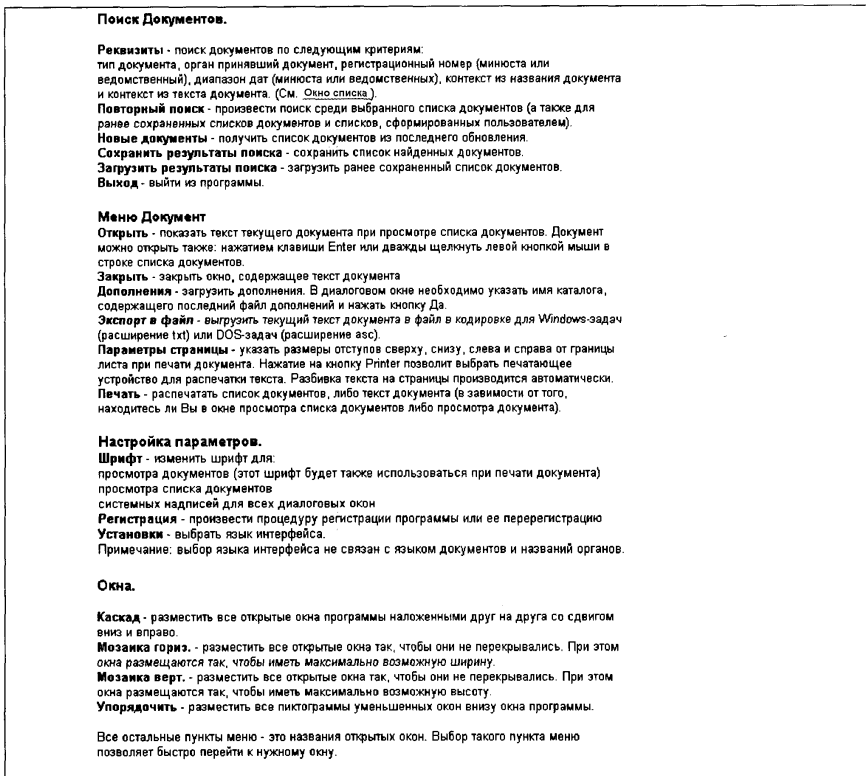 Поиск Документов.
Реквизиты - поиск документов по следующим критериям:
тип документа, орган принявший документ, регистрационный номер (минюста или
ведомственный), диапазон дат (минюста или ведомственных), контекст из названия документа
и контекст из текста документа. (См. Окно списка).
Повторный поиск - произвести поиск среди выбранного списка документов (а также для
ранее сохраненных списков документов и списков, сформированных пользователем).
Новые документы - получить список документов из последнего обновления.
Сохранить результаты поиска - сохранить список найденных документов.
Загрузить результаты поиска - загрузить ранее сохраненный список документов.
Выход - выйти из программы.
Меню Документ
Открыть - показать текст текущего документа при просмотре списка документов. Документ
можно открыть также: нажатием клавиши Enter или дважды щелкнуть левой кнопкой мыши в
строке списка документов.
Закрыть - закрыть окно, содержащее текст документа
Дополнения - загрузить дополнения. В диалоговом окне необходимо указать имя каталога,
содержащего последний файл дополнений и нажать кнопку Да.
Экспорт в файл - выгрузить текущий текст документа в файл в кодировке для Windows-задач
(расширение txt) или DOS-задач (расширение asc).
Параметры страницы - указать размеры отступов сверху, снизу, слева и справа от границы
листа при печати документа. Нажатие на кнопку Printer позволит выбрать печатающее
устройство для распечатки текста. Разбивка текста на страницы производится автоматически.
Печать - распечатать список документов, либо текст документа (в завимости от того,
находитесь ли Вы в окне просмотра списка документов либо просмотра документа).
Настройка параметров.
Шрифт - изменить шрифт для:
просмотра документов (этот шрифт будет также использоваться при печати документа)
просмотра списка документов
системных надписей для всех диалоговых окон
Регистрация - произвести процедуру регистрации программы или ее перерегистрацию
Установки - выбрать язык интерфейса.
Примечание: выбор языка интерфейса не связан с языком документов и названий органов.
Окна.
Каскад - разместить все открытые окна программы наложенными друг на друга со сдвигом
вниз и вправо.
Мозаика гориз. - разместить все открытые окна так, чтобы они не перекрывались. При этом
окна размещаются так, чтобы иметь максимально возможную ширину.
Мозаика верт. - разместить все открытые окна так, чтобы они не перекрывались. При этом
окна размещаются так, чтобы иметь максимально возможную высоту.
Упорядочить - разместить все пиктограммы уменьшенных окон внизу окна программы.
Все остальные пункты меню - это названия открытых окон. Выбор такого пункта меню
позволяет быстро перейти к нужному окну.